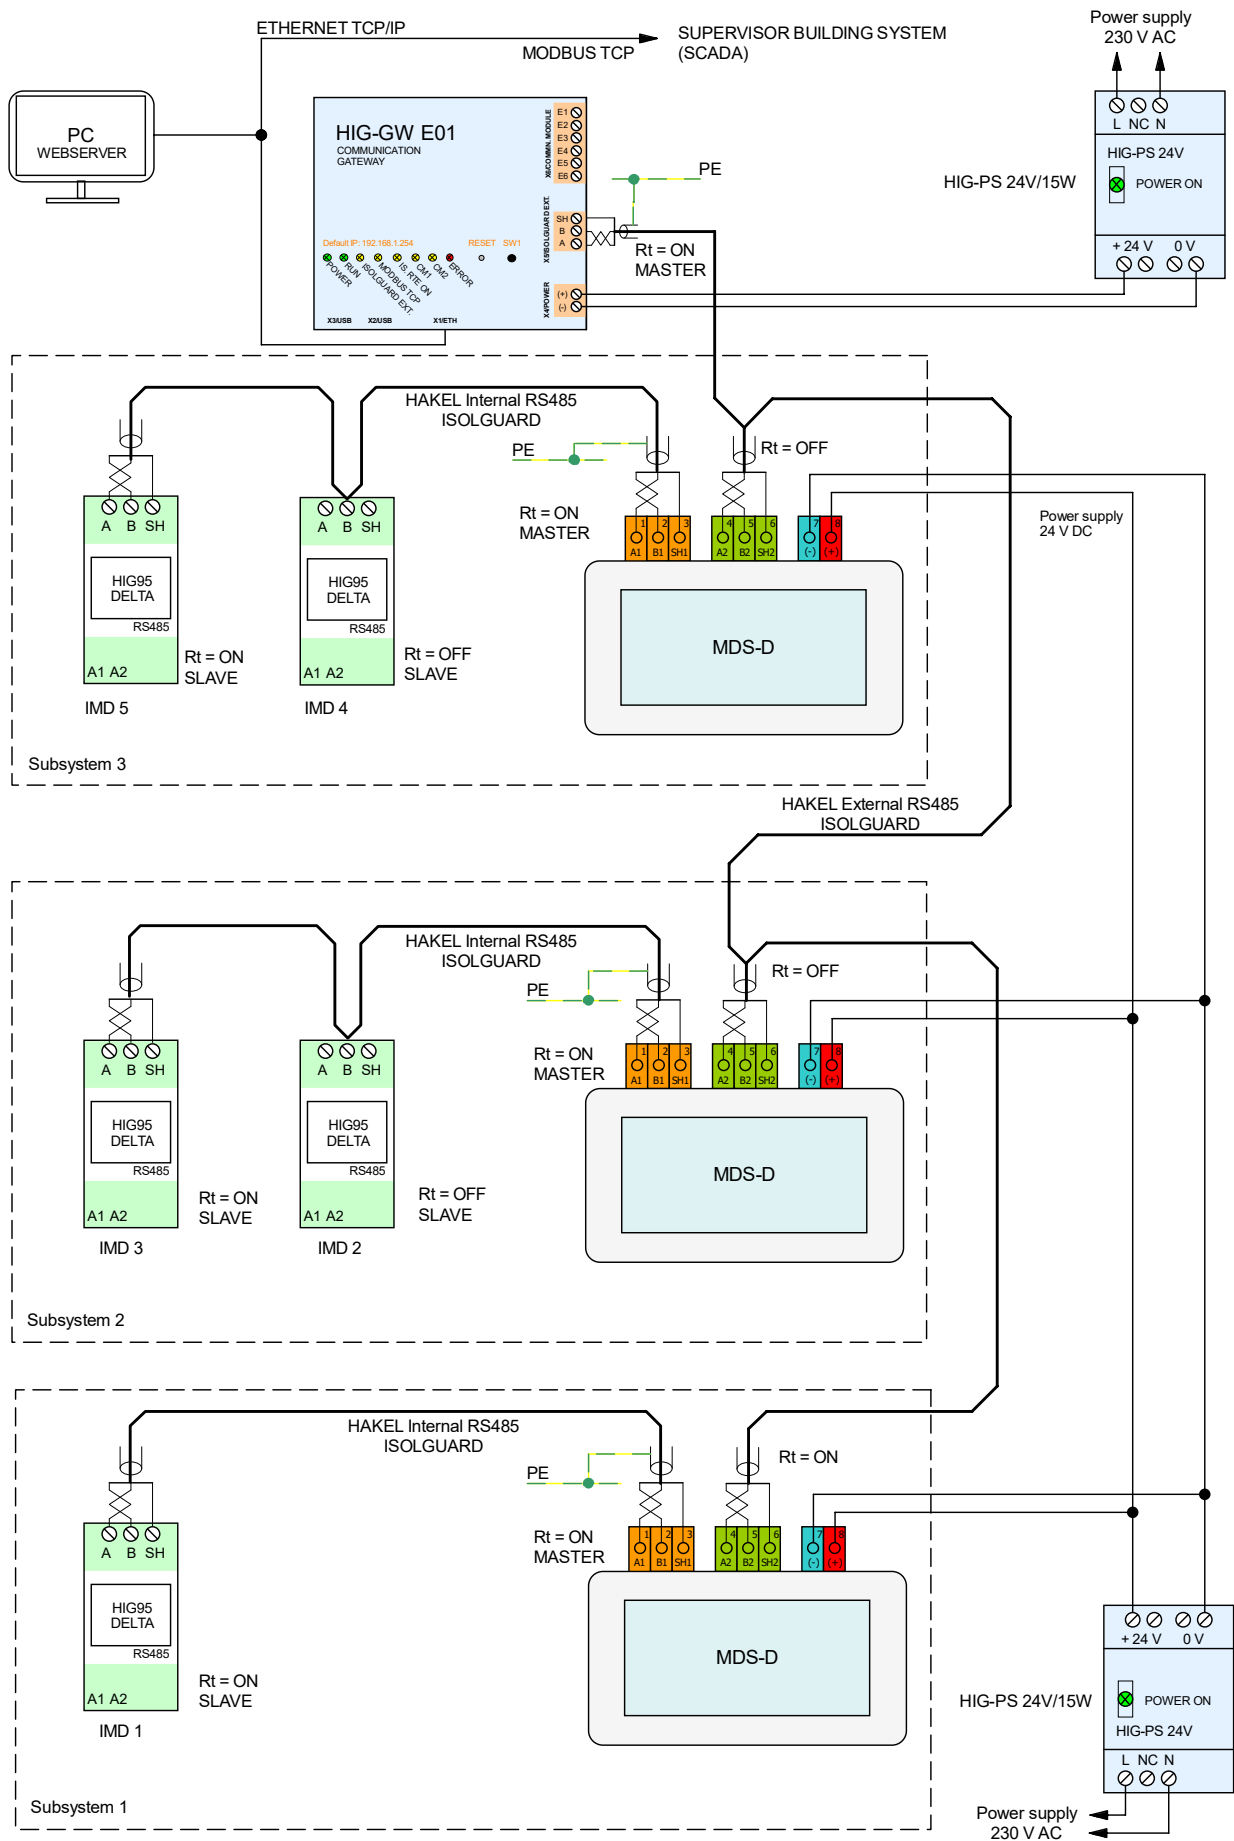 ETHERNET TCP/IP
MODBUS TCP
SUPERVISOR BUILDING SYSTEM
(SCADA)
Power supply
230 V AC
PC
WEBSERVER
HIG-GW E01
COMMUNICATION
GATEWAY
X6/COMMN. MODULE
E1
E2
E3
E4
E5
E6
X5/ISOLGUARD EXT.
SH
B
A
X4/POWER
(+)
(-)
Default IP: 192.168.1.254
RESET
SW1
POWER
RUN
ISOLGUARD EXT.
MODBUS TCP
IS. RTE ON
CM1
CM2
ERROR
X3/USB
X2/USB
X1/ETH
PE
Rt = ON
MASTER
L NC N
HIG-PS 24V
POWER ON
HIG-PS 24V/15W
+ 24 V
0 V
HAKEL Internal RS485
ISOLGUARD
PE
Rt = OFF
Rt = ON
MASTER
Power supply
24 V DC
1 2 3 4 5 6 7 8
A1 B1 SH1 A2 B2 SH2 (-) (+)
MDS-D
A B SH
HIG95
DELTA
RS485
A1 A2
Rt = ON
SLAVE
IMD 5
A B SH
HIG95
DELTA
RS485
A1 A2
Rt = OFF
SLAVE
IMD 4
Subsystem 3
HAKEL External RS485
ISOLGUARD
HAKEL Internal RS485
ISOLGUARD
PE
Rt = OFF
Rt = ON
MASTER
1 2 3 4 5 6 7 8
A1 B1 SH1 A2 B2 SH2 (-) (+)
MDS-D
A B SH
HIG95
DELTA
RS485
A1 A2
Rt = ON
SLAVE
IMD 3
A B SH
HIG95
DELTA
RS485
A1 A2
Rt = OFF
SLAVE
IMD 2
Subsystem 2
HAKEL Internal RS485
ISOLGUARD
PE
Rt = ON
Rt = ON
MASTER
1 2 3 4 5 6 7 8
A1 B1 SH1 A2 B2 SH2 (-) (+)
MDS-D
A B SH
HIG95
DELTA
RS485
A1 A2
Rt = ON
SLAVE
IMD 1
Subsystem 1
+ 24 V
0 V
HIG-PS 24V/15W
POWER ON
HIG-PS 24V
L NC N
Power supply
230 V AC